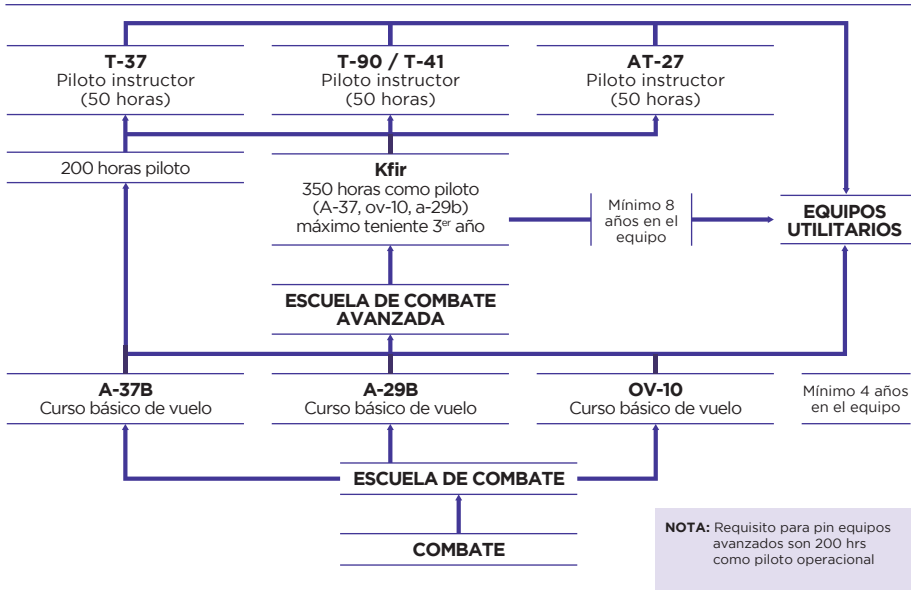 T-37
Piloto instructor
(50 horas)
T-90 / T-41
Piloto instructor
(50 horas)
AT-27
Piloto instructor
(50 horas)
200 horas piloto
Kfir
350 horas como piloto
(A-37, ov-10, a-29b)
máximo teniente 3er año
Mínimo 8
años en el
equipo
EQUIPOS
UTILITARIOS
ESCUELA DE COMBATE
AVANZADA
A-37B
Curso básico de vuelo
A-29B
Curso básico de vuelo
OV-10
Curso básico de vuelo
Mínimo 4 años
en el equipo
ESCUELA DE COMBATE
COMBATE
NOTA: Requisito para pin equipos
avanzados son 200 hrs
como piloto operacional